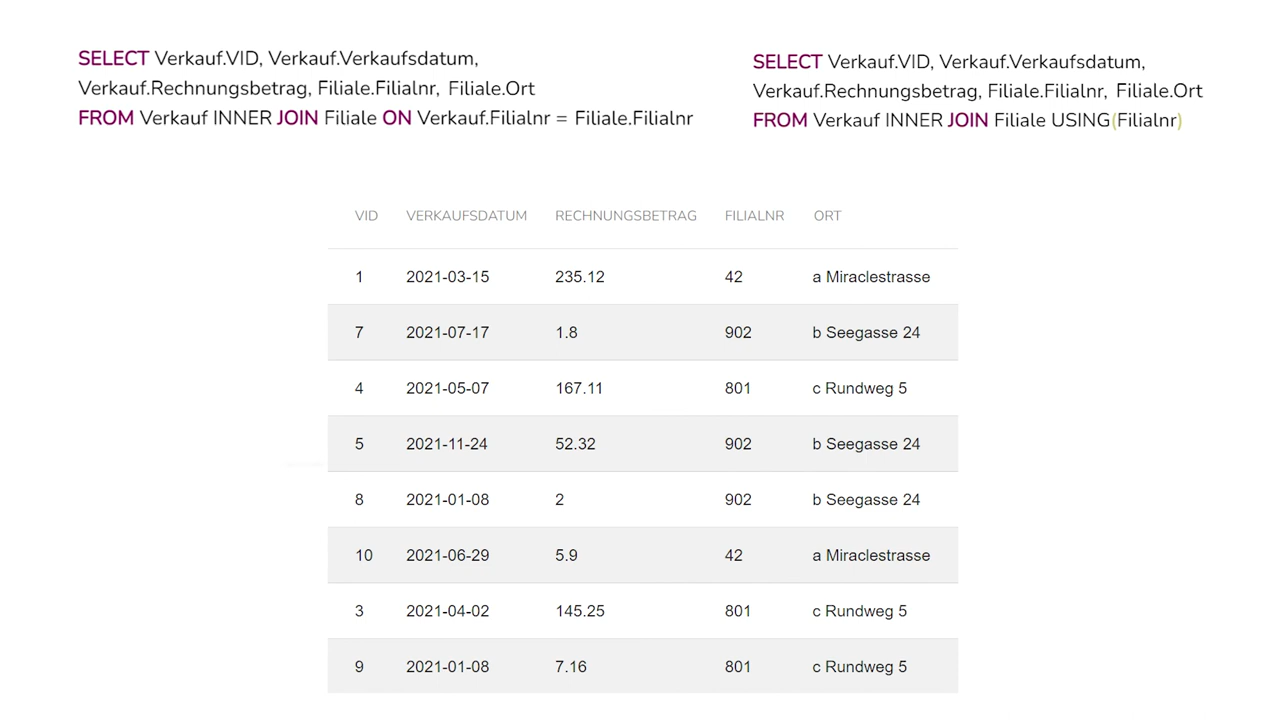 SELECT Verkauf.VID, Verkauf.Verkaufsdatum,
Verkauf.Rechnungsbetrag, Filiale.Filialnr, Filiale.Ort
FROM Verkauf INNER JOIN Filiale ON Verkauf.Filialnr = Filiale.Filialnr
SELECT Verkauf.VID, Verkauf.Verkaufsdatum,
Verkauf.Rechnungsbetrag, Filiale.Filialnr, Filiale.Ort
FROM Verkauf INNER JOIN Filiale USING(Filialnr)
VID VERKAUFSDATUM RECHNUNGSBETRAG FILIALNR ORT
1 2021-03-15 235.12 42 a Miraclestrasse
7 2021-07-17 1.8 902 b Seegasse 24
4 2021-05-07 167.11 801 c Rundweg 5
5 2021-11-24 52.32 902 b Seegasse 24
8 2021-01-08 2 902 b Seegasse 24
10 2021-06-29 5.9 42 a Miraclestrasse
3 2021-04-02 145.25 801 c Rundweg 5
9 2021-01-08 7.16 801 c Rundweg 5